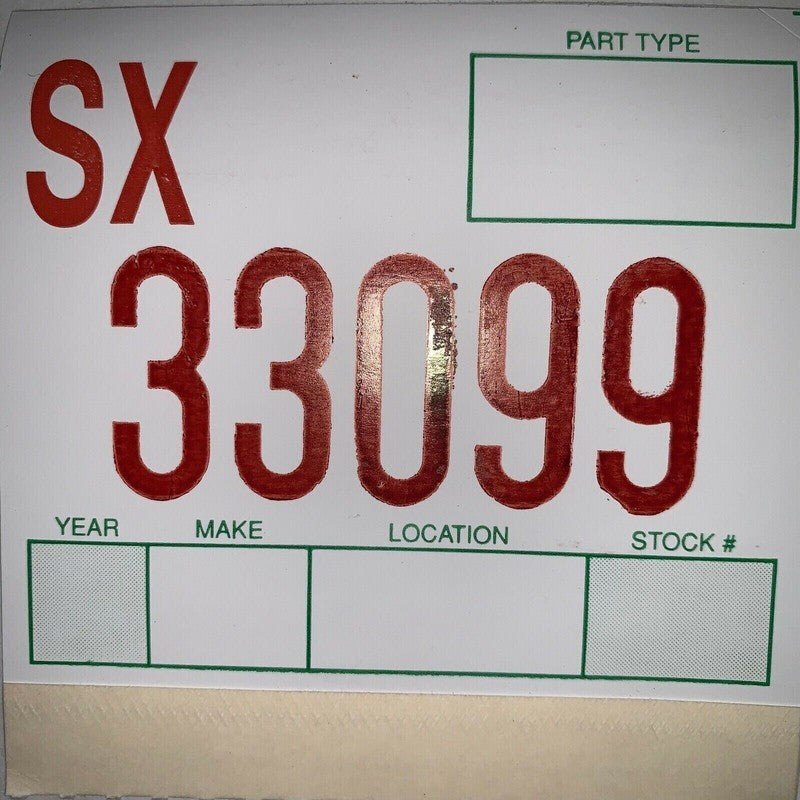 PART TYPE
SX
33099
YEAR MAKE LOCATION STOCK #